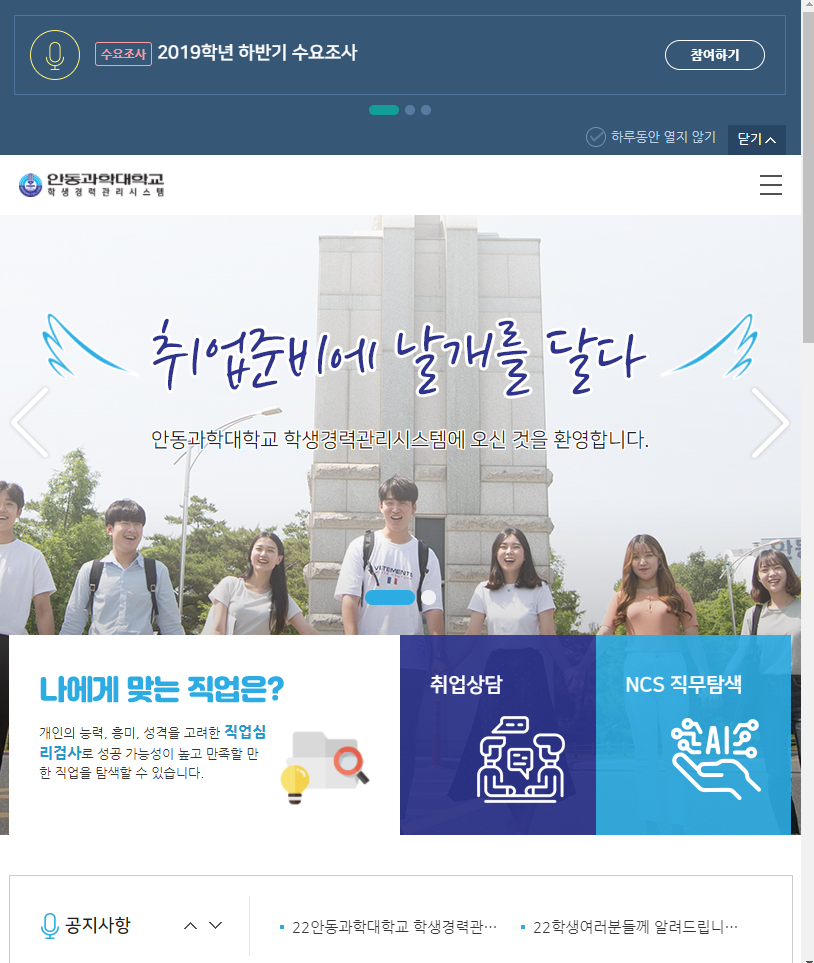 수요조사 2019학년 하반기 수요조사
참여하기
하루동안 열지 않기
닫기
안동과학대학교
학생경력관리시스템
취업준비에 날개를 달다
안동과학대학교 학생경력관리시스템에 오신 것을 환영합니다.
VETEMENTS
나에게 맞는 직업은?
개인의 능력, 흥미, 성격을 고려한 직업심
리검사로 성공 가능성이 높고 만족할 만
한 직업을 탐색할 수 있습니다.
취업상담
NCS 직무탐색
AI
공지사항
22안동과학대학교 학생경력관…
22학생여러분들께 알려드립니…